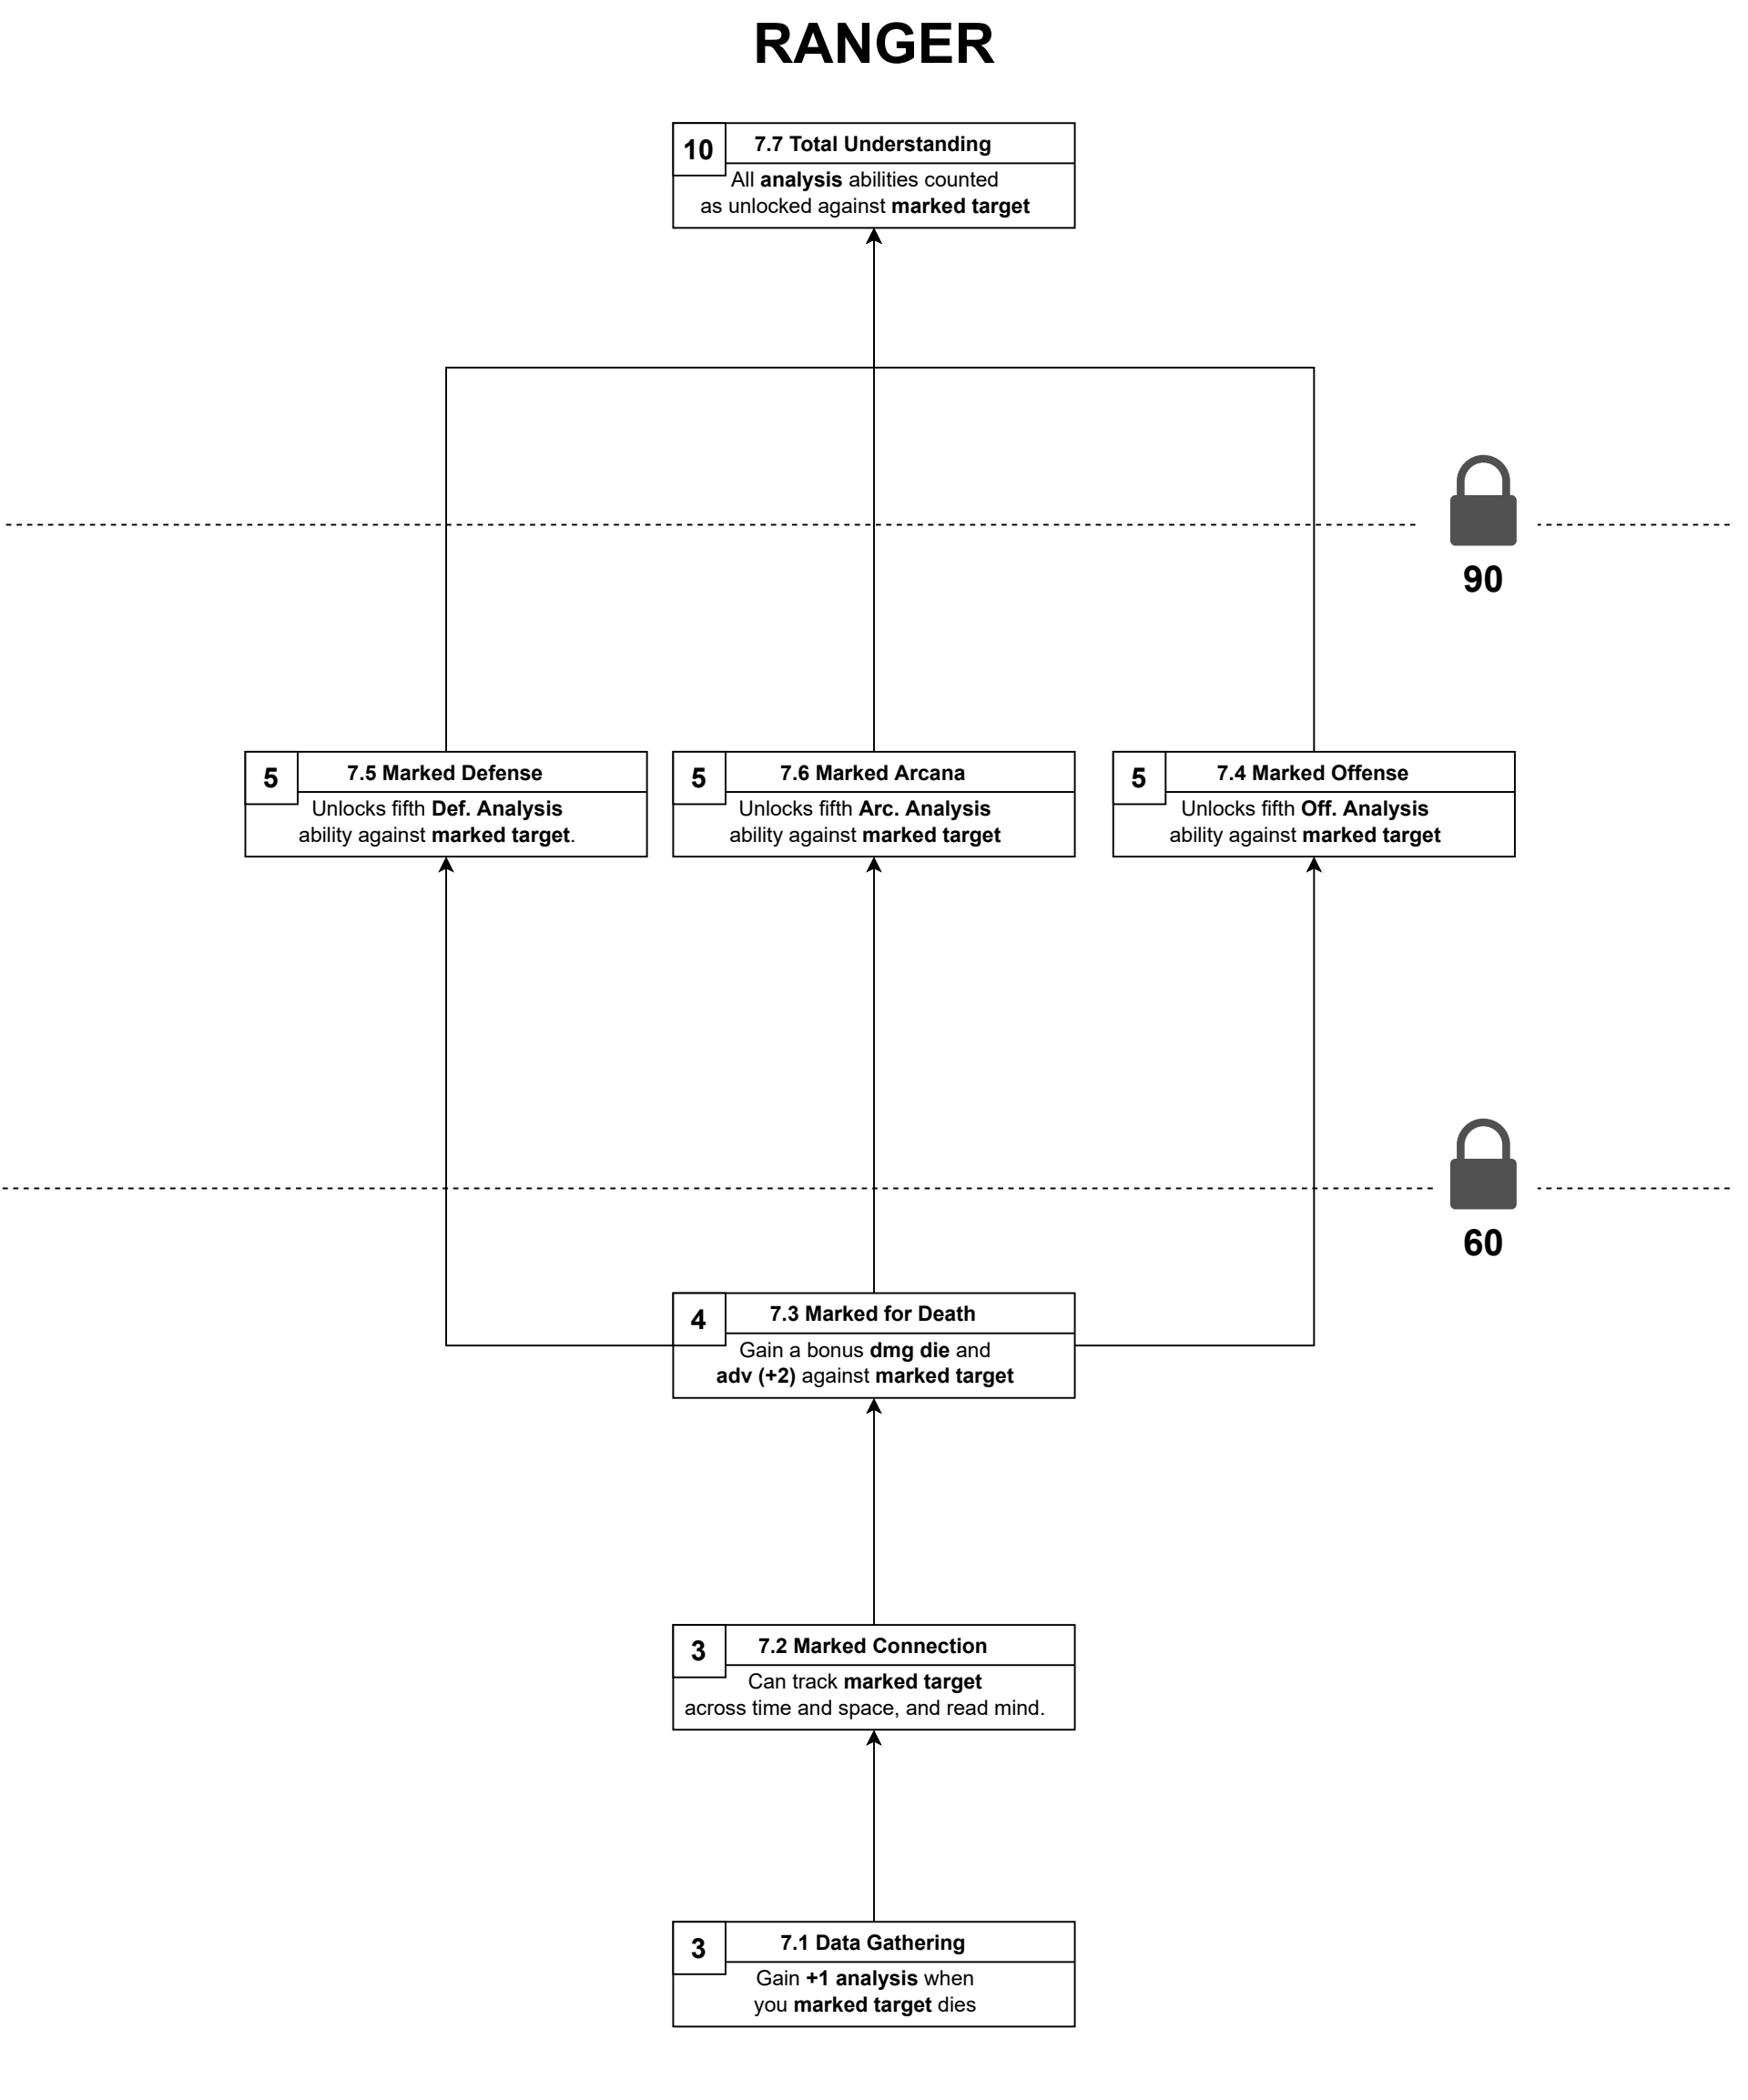 RANGER
10
7.7 Total Understanding
All analysis abilities counted
as unlocked against marked target
90
5
7.5 Marked Defense
Unlocks fifth Def. Analysis
ability against marked target.
5
7.6 Marked Arcana
Unlocks fifth Arc. Analysis
ability against marked target
5
7.4 Marked Offense
Unlocks fifth Off. Analysis
ability against marked target
60
4
7.3 Marked for Death
Gain a bonus dmg die and
adv (+2) against marked target
3
7.2 Marked Connection
Can track marked target
across time and space, and read mind.
3
7.1 Data Gathering
Gain +1 analysis when
you marked target dies